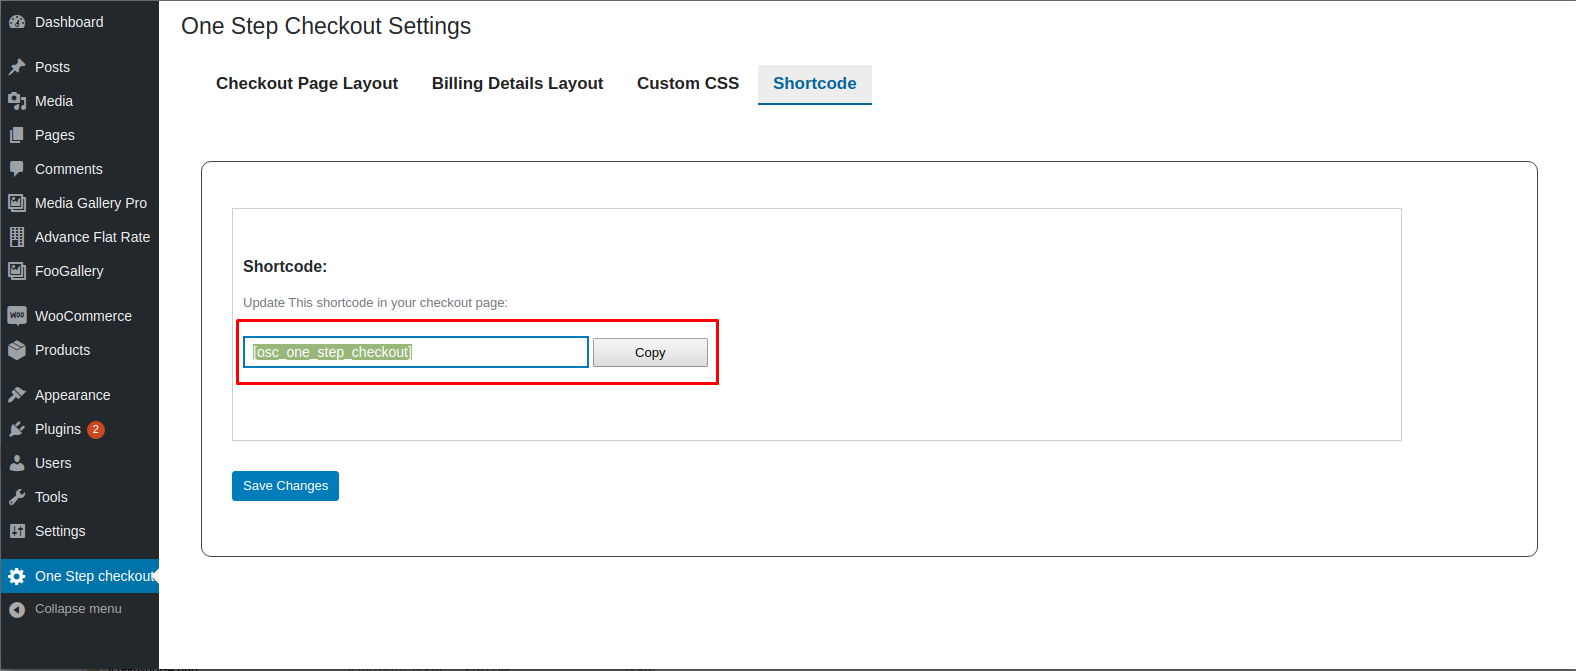 Dashboard
Posts
Media
Pages
Comments
Media Gallery Pro
Advance Flat Rate
FooGallery
WOO
WooCommerce
Products
Appearance
Plugins 2
Users
Tools
Settings
One Step checkout
Collapse menu
One Step Checkout Settings
Checkout Page Layout
Billing Details Layout
Custom CSS
Shortcode
Shortcode:
Update This shortcode in your checkout page:
[osc_one_step_checkout]
Copy
Save Changes